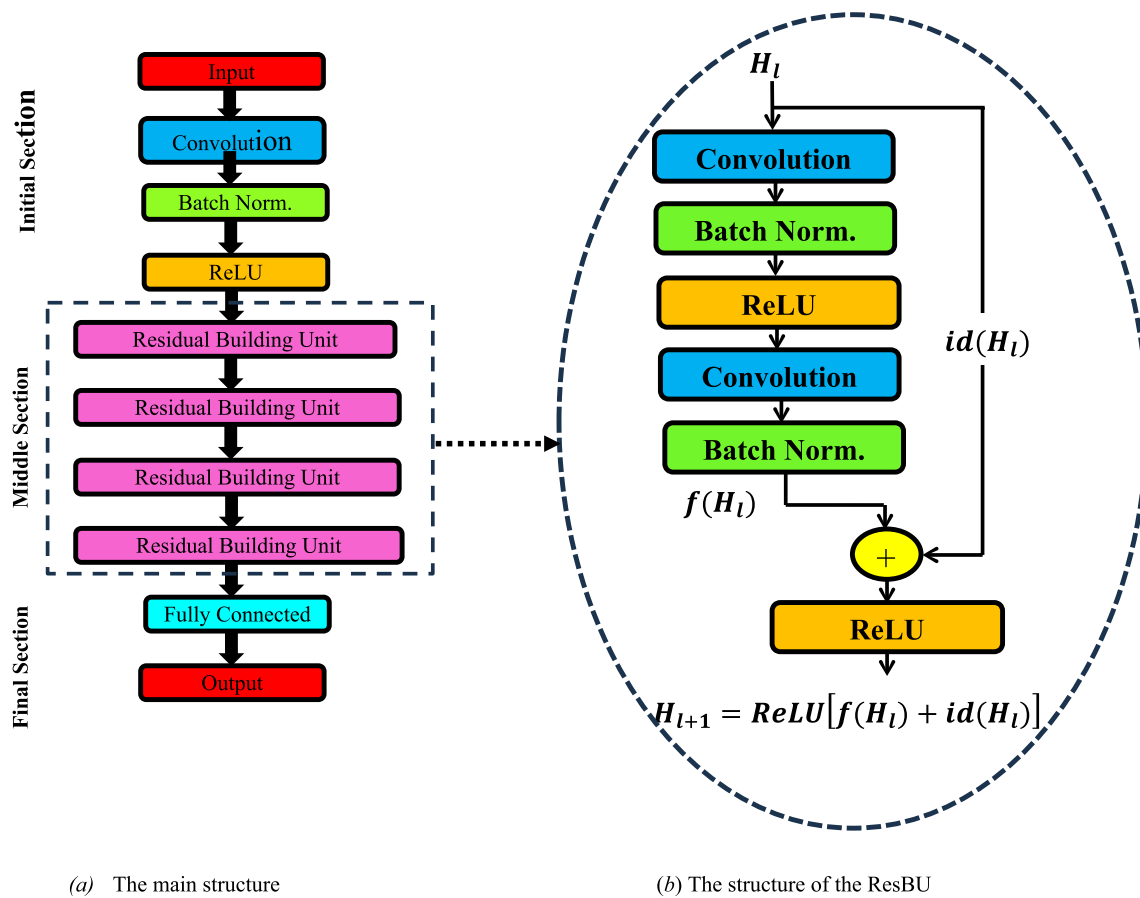 Initial Section
Input
Convolution
Batch Norm.
ReLU
Middle Section
Residual Building Unit
Residual Building Unit
Residual Building Unit
Residual Building Unit
Final Section
Fully Connected
Output
(a) The main structure
H_l
Convolution
Batch Norm.
ReLU
Convolution
Batch Norm.
f(H_l)
id(H_l)
+
ReLU
H_{l+1} = ReLU[f(H_l) + id(H_l)]
(b) The structure of the ResBU